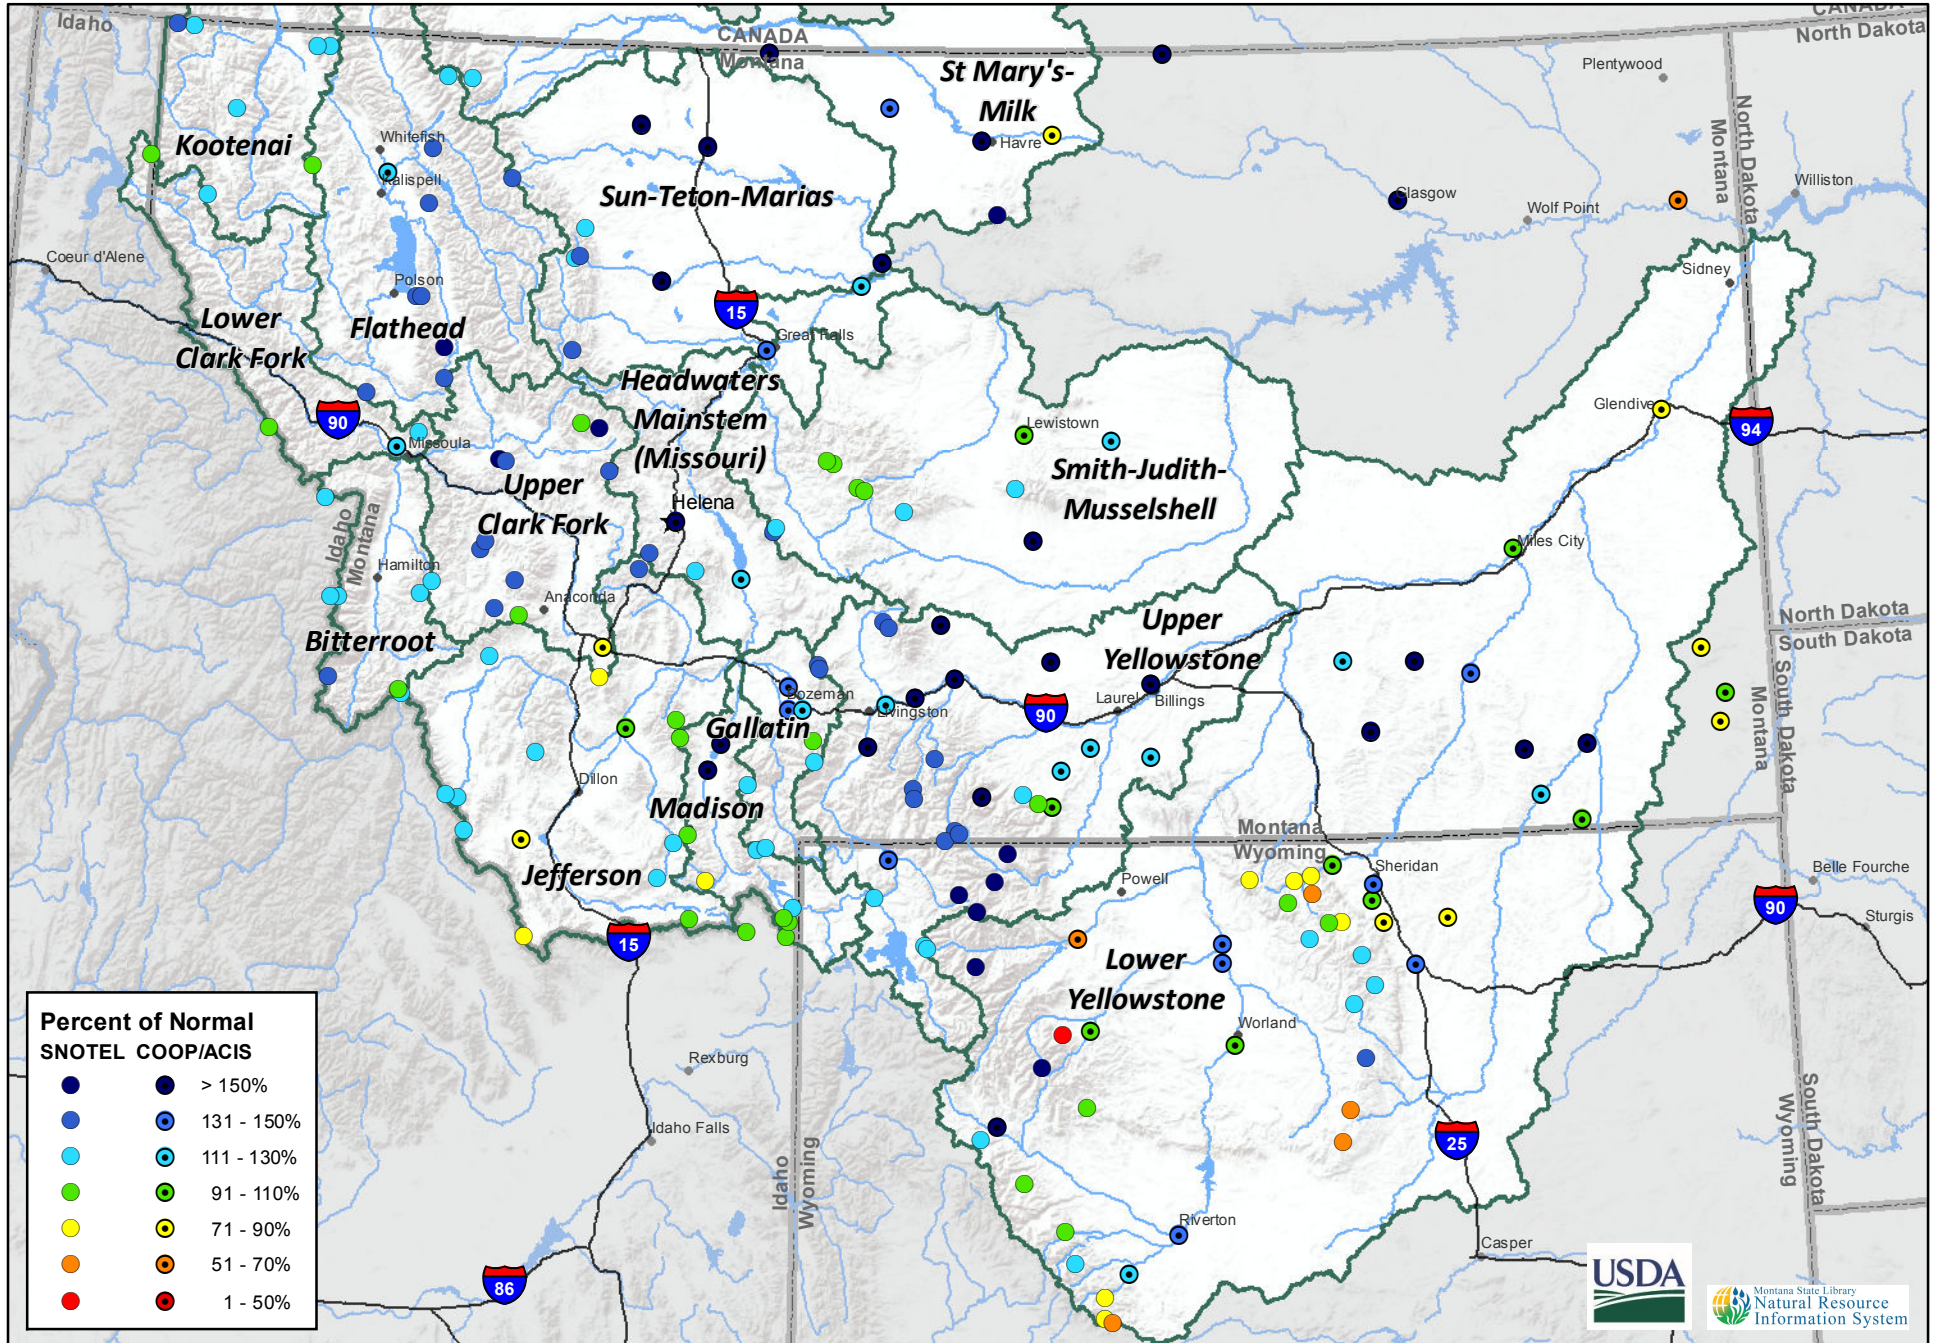 Idaho
CANADA
Montana
CANADA
North Dakota
Plentywood
St Mary's-
Milk
North Dakota
Montana
Kootenai
Whitefish
Kalispell
Havre
Sun-Teton-Marias
Glasgow
Wolf Point
Williston
Coeur d'Alene
Polson
Sidney
15
Lower
Clark Fork
Flathead
Great Falls
Headwaters
Mainstem
(Missouri)
90
Missoula
Lewistown
Glendive
94
Smith-Judith-
Musselshell
Upper
Clark Fork
Helena
Idaho
Montana
Hamilton
Anaconda
Miles City
Bitterroot
Upper
Yellowstone
North Dakota
South Dakota
Bozeman
Livingston
Laurel
Billings
90
Gallatin
South Dakota
Montana
Dillon
Madison
Montana
Wyoming
Jefferson
Powell
Sheridan
Belle Fourche
90
Sturgis
15
Lower
Yellowstone
Worland
Rexburg
Idaho Falls
Idaho
Wyoming
25
South Dakota
Wyoming
Riverton
Casper
86
Percent of Normal
SNOTEL COOP/ACIS
> 150%
131 - 150%
111 - 130%
91 - 110%
71 - 90%
51 - 70%
1 - 50%
USDA
Montana State Library
Natural Resource
Information System